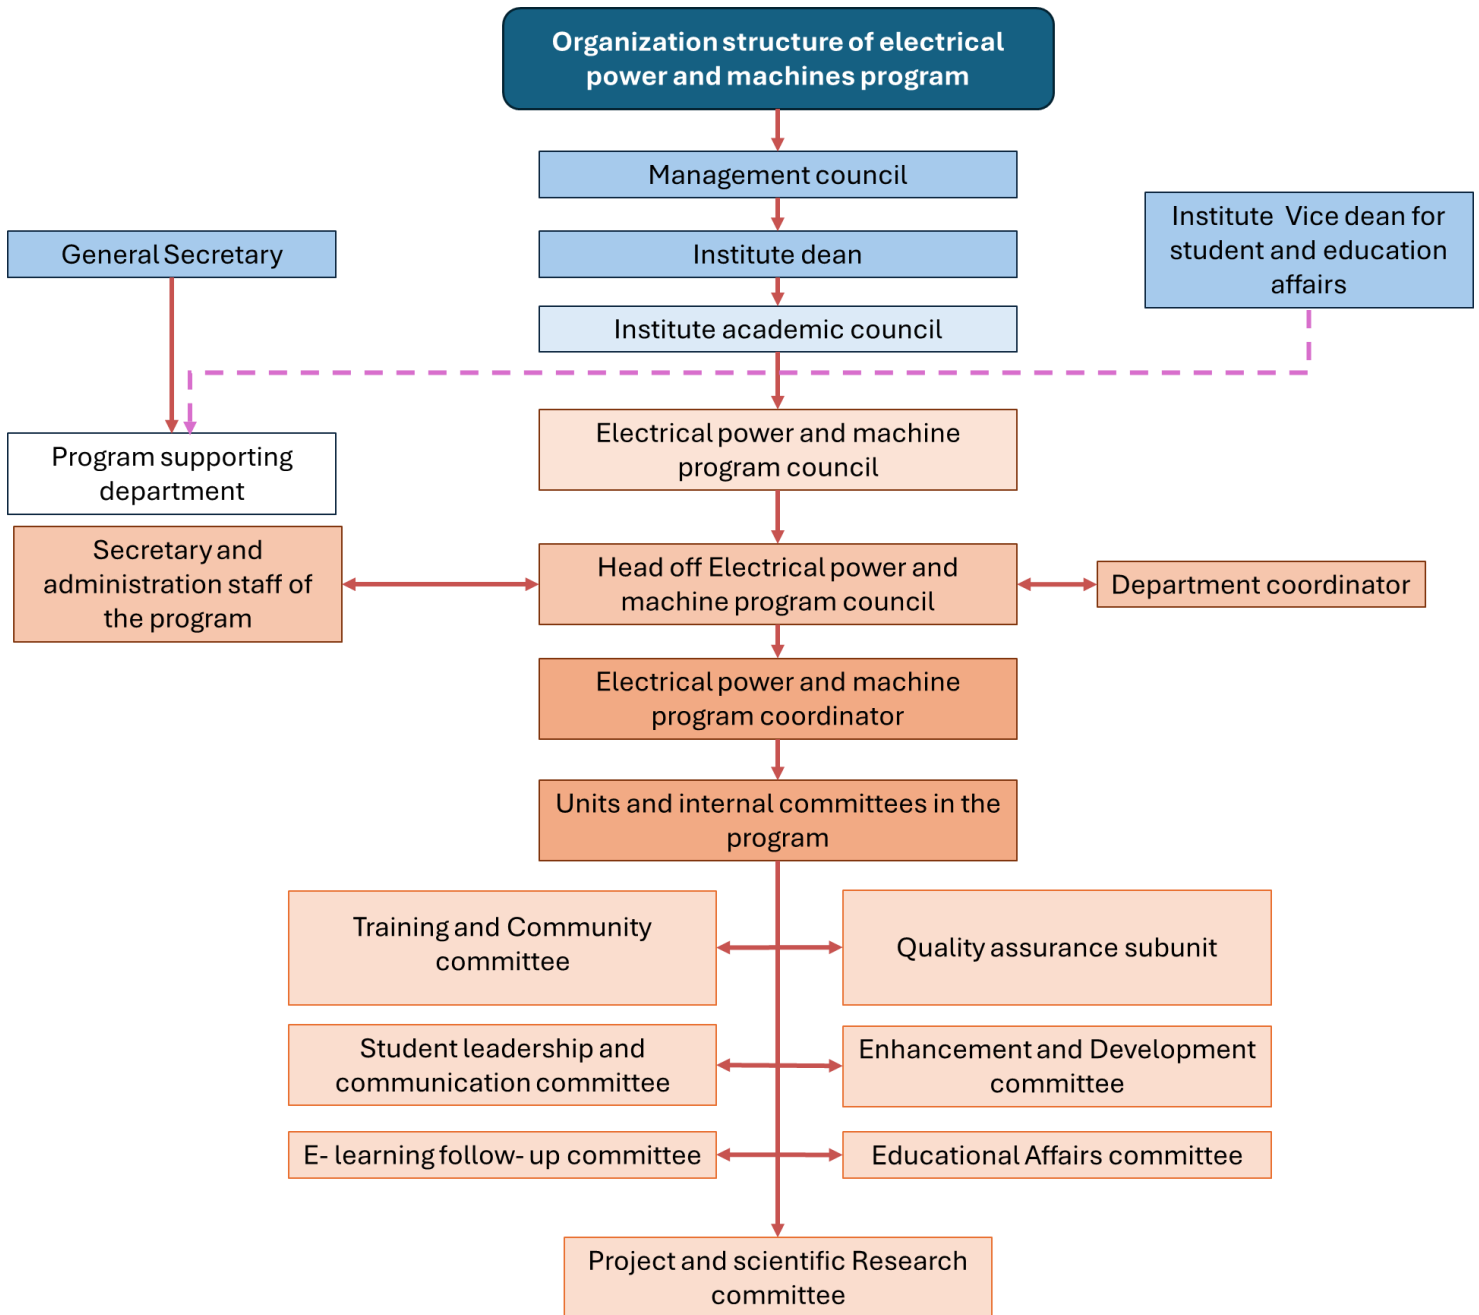 Organization structure of electrical
power and machines program
Management council
Institute Vice dean for
student and education
affairs
General Secretary
Institute dean
Institute academic council
Electrical power and machine
program council
Program supporting
department
Secretary and
administration staff of
the program
Head off Electrical power and
machine program council
Department coordinator
Electrical power and machine
program coordinator
Units and internal committees in the
program
Training and Community
committee
Quality assurance subunit
Student leadership and
communication committee
Enhancement and Development
committee
E- learning follow- up committee
Educational Affairs committee
Project and scientific Research
committee